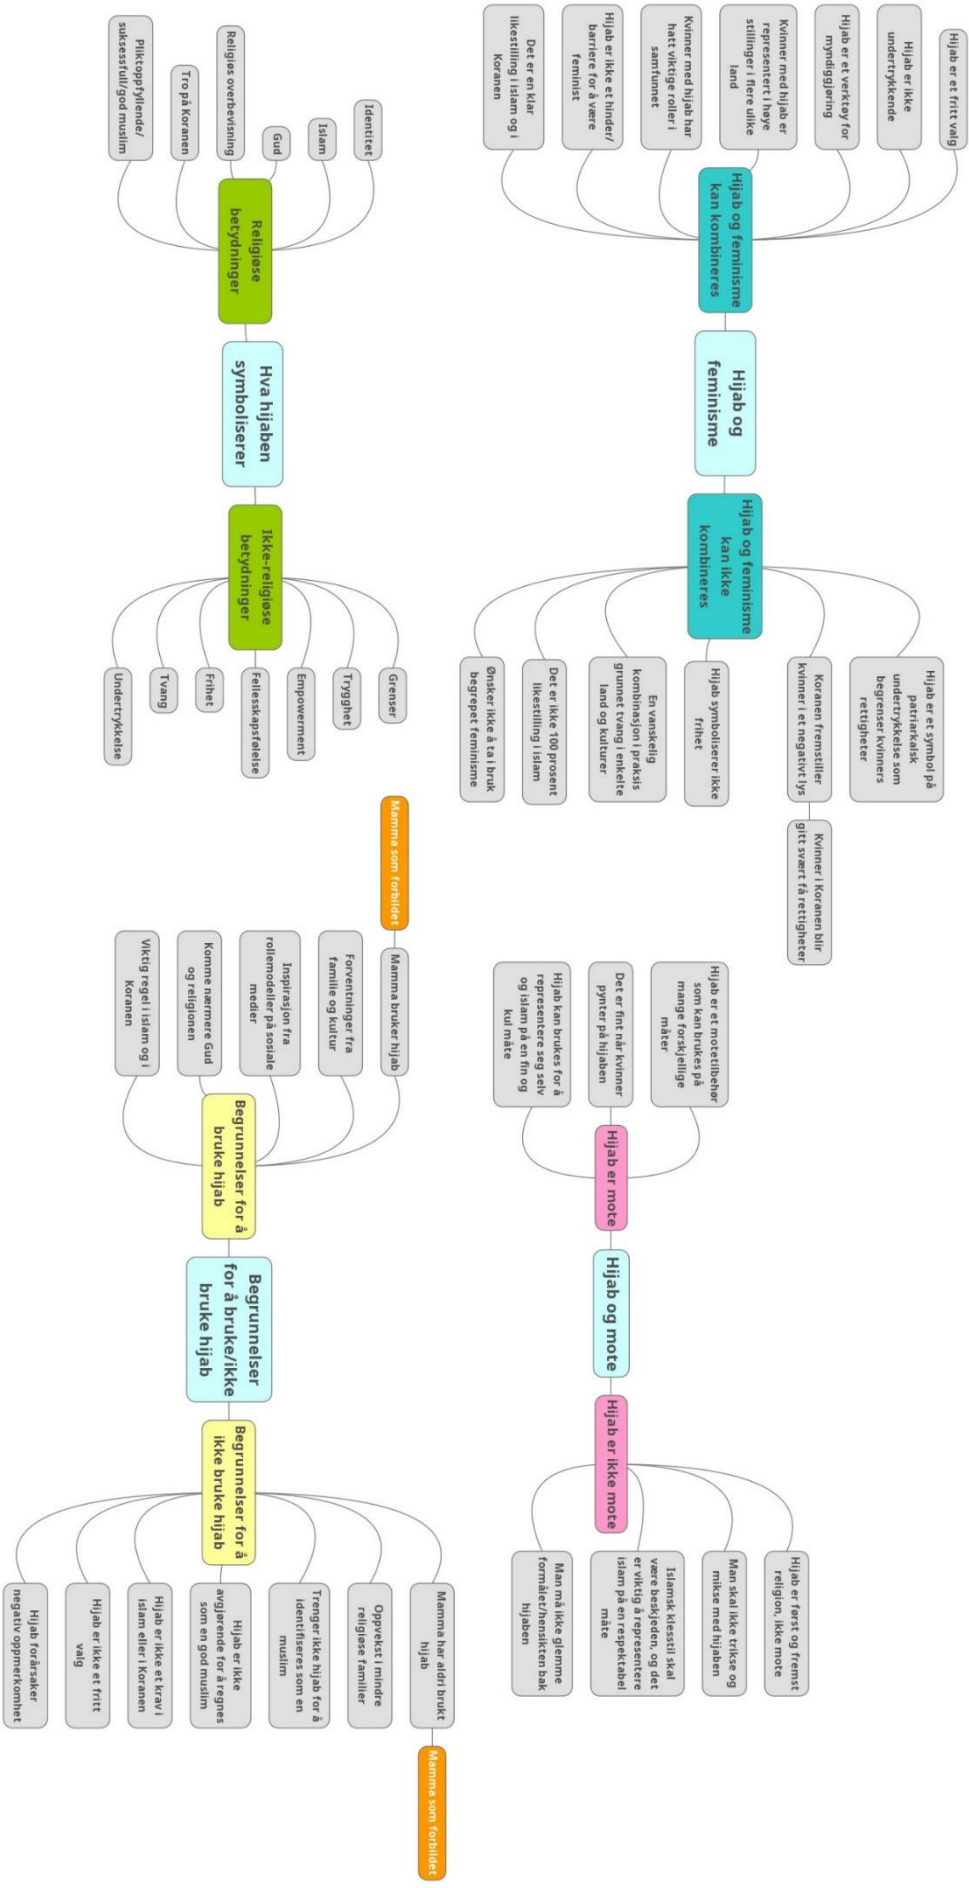 Hijab er et fritt valg
Hijab er ikke
undertrykkende
Hijab er et verktøy for
myndiggjøring
Kvinner med hijab er
representert i høye
stillinger i flere ulike
land
Kvinner med hijab har
hatt viktige roller i
samfunnet
Hijab er ikke et hinder/
barriere for å være
feminist
Det er en klar
likestilling i islam og i
Koranen
Hijab og feminisme
kan kombineres
Hijab og
feminisme
Hijab og feminisme
kan ikke
kombineres
Hijab er et symbol på
patriarkalsk
undertrykkelse som
begrenser kvinners
rettigheter
Koranen fremstiller
kvinner i et negativt lys
Kvinner i Koranen blir
gitt svært få rettigheter
Hijab symboliserer ikke
frihet
En vanskelig
kombinasjon i praksis
grunnet tvang i enkelte
land og kulturer
Det er ikke 100 prosent
likestilling i islam
Ønsker ikke å ta i bruk
begrepet feminisme
Hijab er et motetilbehør
som kan brukes på
mange forskjellige
måter
Det er fint når kvinner
pynter på hijaben
Hijab kan brukes for å
representere seg selv
og islam på en fin og
kul måte
Hijab er mote
Hijab og mote
Hijab er ikke mote
Hijab er først og fremst
religion, ikke mote
Man skal ikke trikse og
mikse med hijaben
Islamsk klesstil skal
være beskjeden, og det
er viktig å representere
islam på en respektabel
måte
Man må ikke glemme
formålet/hensikten bak
hijaben
Identitet
Islam
Gud
Religiøs overbevisning
Tro på Koranen
Pliktoppfyllende/
suksessfull/god muslim
Religiøse
betydninger
Hva hijaben
symboliserer
Ikke-religiøse
betydninger
Grenser
Trygghet
Empowerment
Fellesskapsfølelse
Frihet
Tvang
Undertrykkelse
Mamma som forbildet
Mamma bruker hijab
Forventninger fra
familie og kultur
Inspirasjon fra
rollemodeller på sosiale
medier
Komme nærmere Gud
og religionen
Viktig regel i islam og i
Koranen
Begrunnelser for å
bruke hijab
Begrunnelser
for å bruke/ikke
bruke hijab
Begrunnelser for å
ikke bruke hijab
Mamma har aldri brukt
hijab
Mamma som forbildet
Oppvekst i mindre
religiøse familier
Trenger ikke hijab for å
identifiseres som en
muslim
Hijab er ikke
avgjørende for å regnes
som en god muslim
Hijab er ikke et krav i
islam eller i Koranen
Hijab er ikke et fritt
valg
Hijab forårsaker
negativ oppmerkomhet